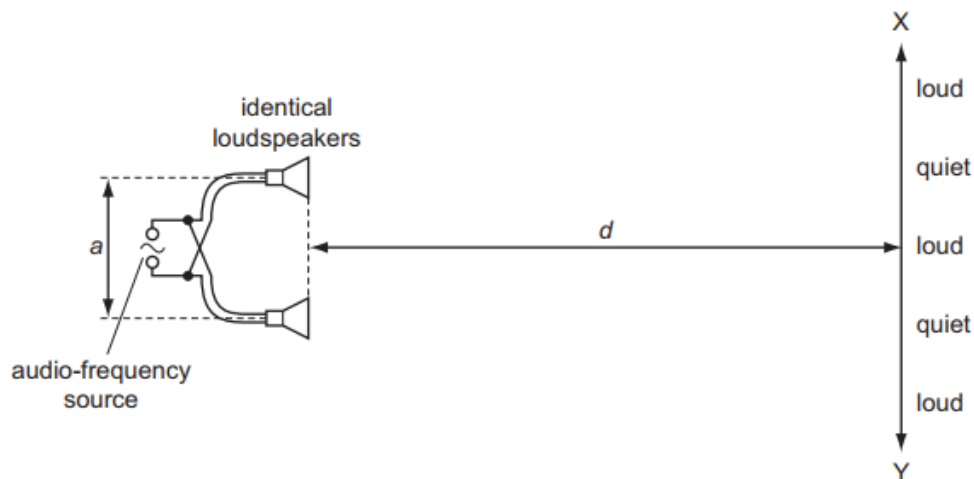 X
loud
identical
loudspeakers
quiet
a
d
loud
quiet
audio-frequency
source
loud
Y